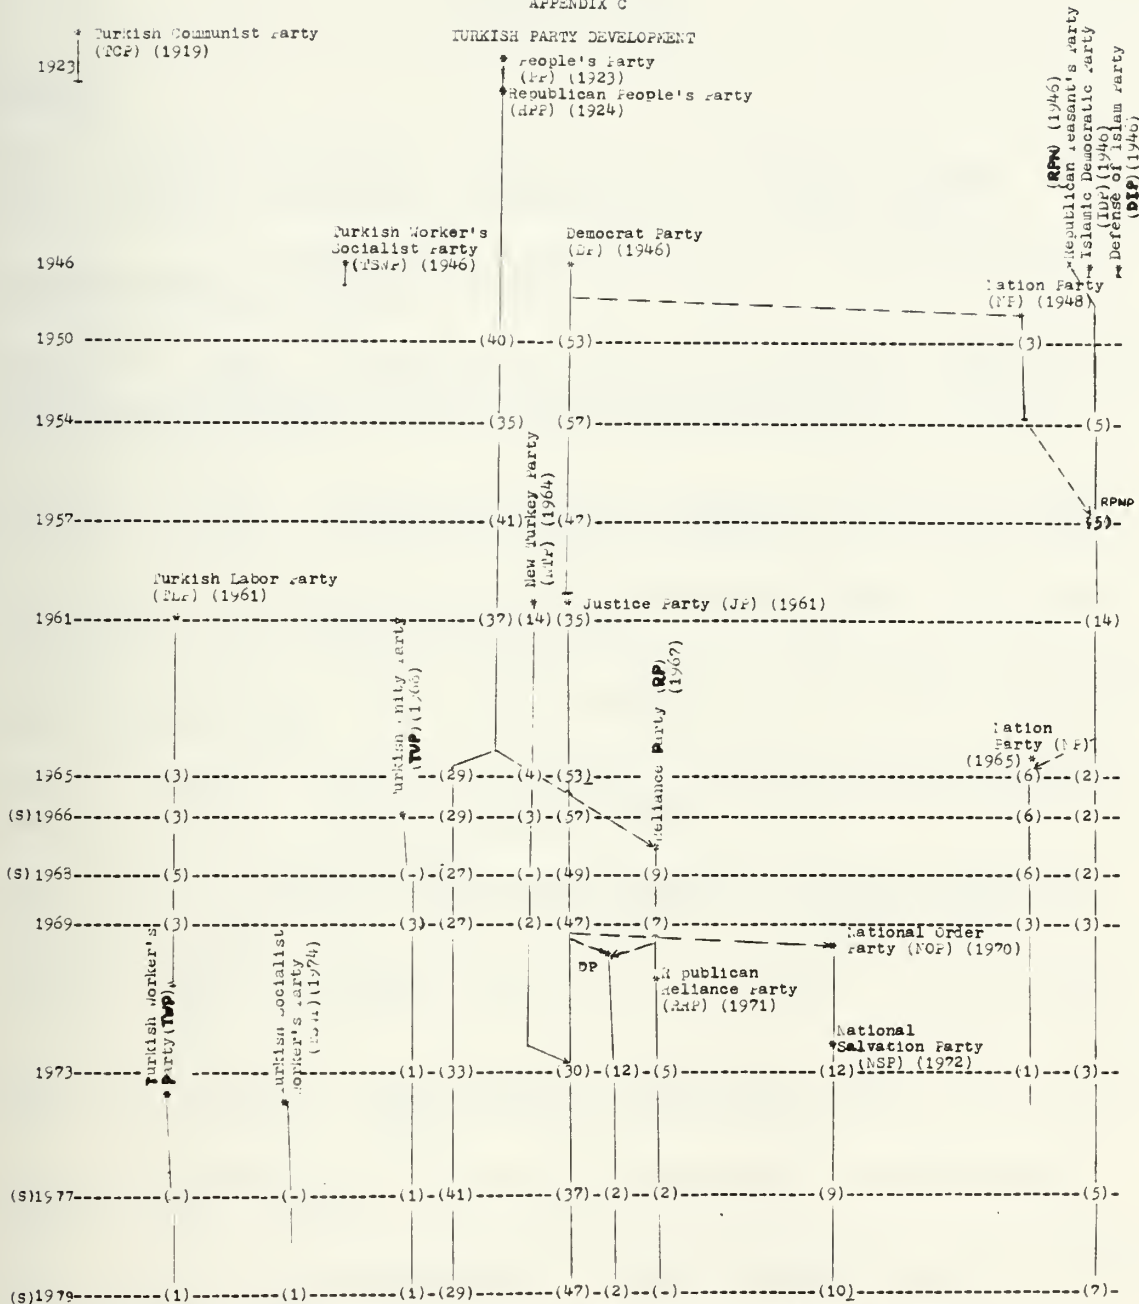 APPENDIX C
TURKISH PARTY DEVELOPMENT
Turkish Communist Party
(TCP) (1919)
1923
People's Party
(PP) (1923)
Republican People's Party
(RPP) (1924)
(RPN) (1946)
Republican Peasant's Party
Islamic Democratic Party
(IDP) (1946)
Defense of Islam Party
(DIP) (1946)
1946
Turkish Worker's
Socialist Party
(TSWP) (1946)
Democrat Party
(DP) (1946)
Nation Party
(NP) (1948)
1950 (40) (53) (3)
1954 (35) (57) (5)
New Turkey Party
(NTP) (1964)
RPNP
1957 (41) (47) (5)
Turkish Labor Party
(TLP) (1961)
Justice Party (JP) (1961)
1961 (37) (14) (35) (14)
Turkish Unity Party
(TUP) (1966)
Reliance Party (RP)
(1967)
Nation
Party (NP)
(1965)
1965 (3) (29) (4) (53) (6) (2)
(S) 1966 (3) (29) (3) (57) (6) (2)
(S) 1968 (5) (-) (27) (-) (49) (9) (6) (2)
1969 (3) (3) (27) (2) (47) (7) (3) (3)
National Order
Party (NOP) (1970)
DP
Republican
Reliance Party
(RRP) (1971)
Turkish Worker's
Party (TWP)
Turkish Socialist
Worker's Party
(1974)
National
Salvation Party
(NSP) (1972)
1973 (1) (33) (30) (12) (5) (12) (1) (3)
(S) 1977 (-) (-) (1) (41) (37) (2) (2) (9) (5)
(S) 1979 (1) (1) (1) (29) (47) (2) (-) (10) (7)